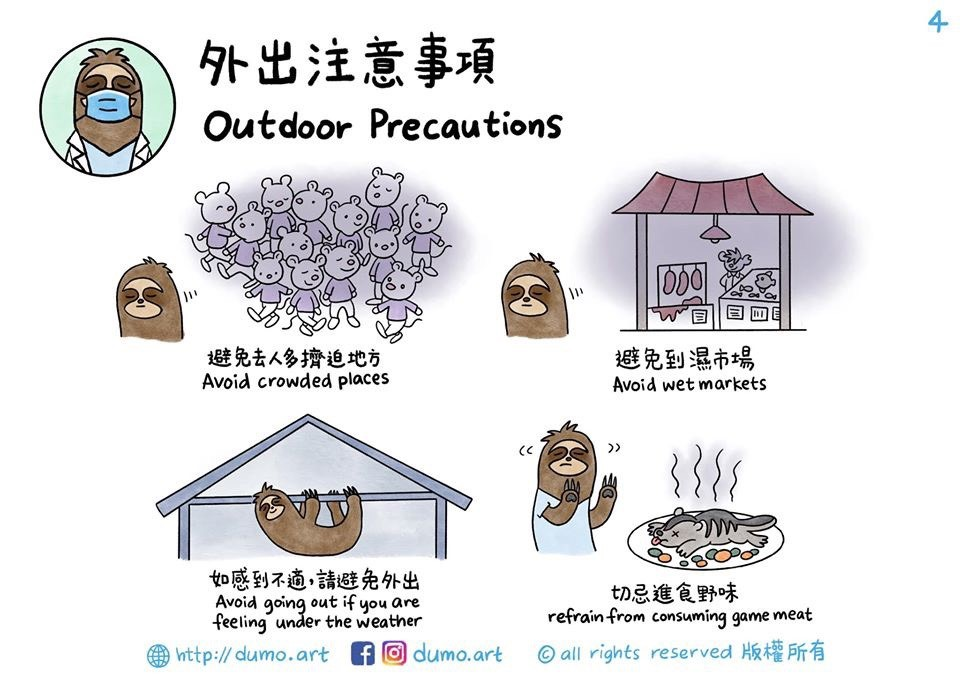 4
外出注意事項
Outdoor Precautions
避免去人多擠迫地方
Avoid crowded places
避免到濕市場
Avoid wet markets
如感到不適，請避免外出
Avoid going out if you are
feeling under the weather
切忌進食野味
refrain from consuming game meat
http://dumo.art dumo.art © all rights reserved 版權所有